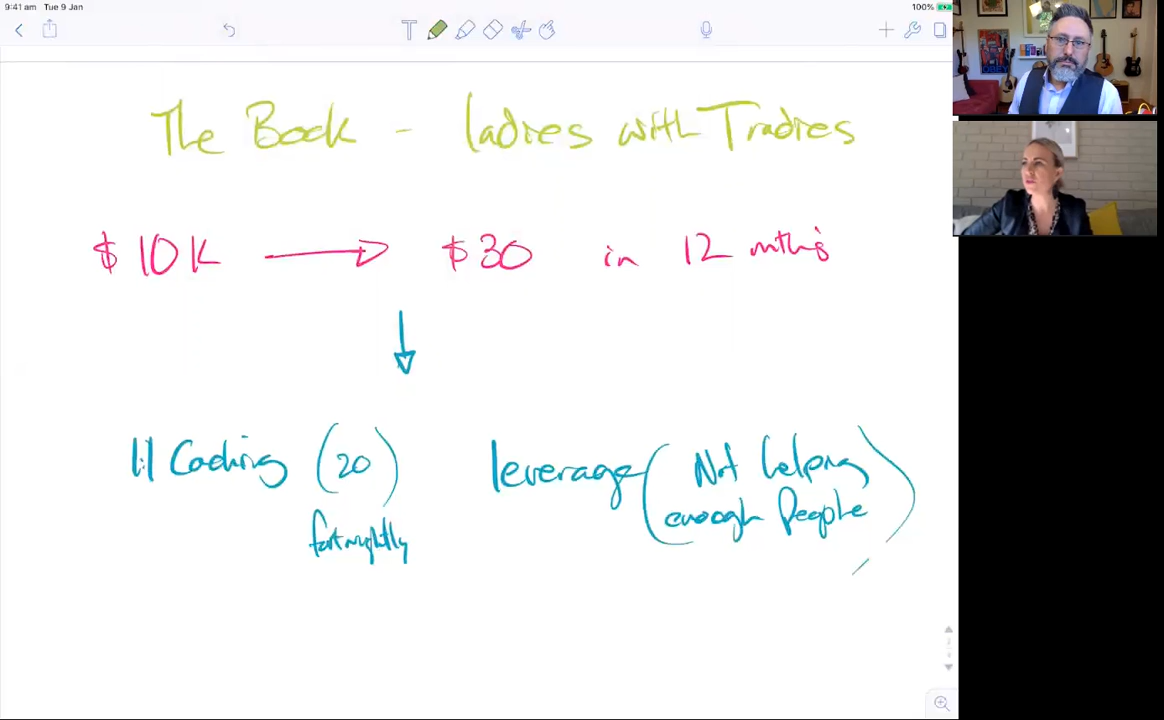 9:41 am Tue 9 Jan
100%
T
The Book - ladies with Tradies
$10K → $30 in 12 mths
1:1 Coaching (20) leverage (Not helping
fortnightly enough People)
OBEY